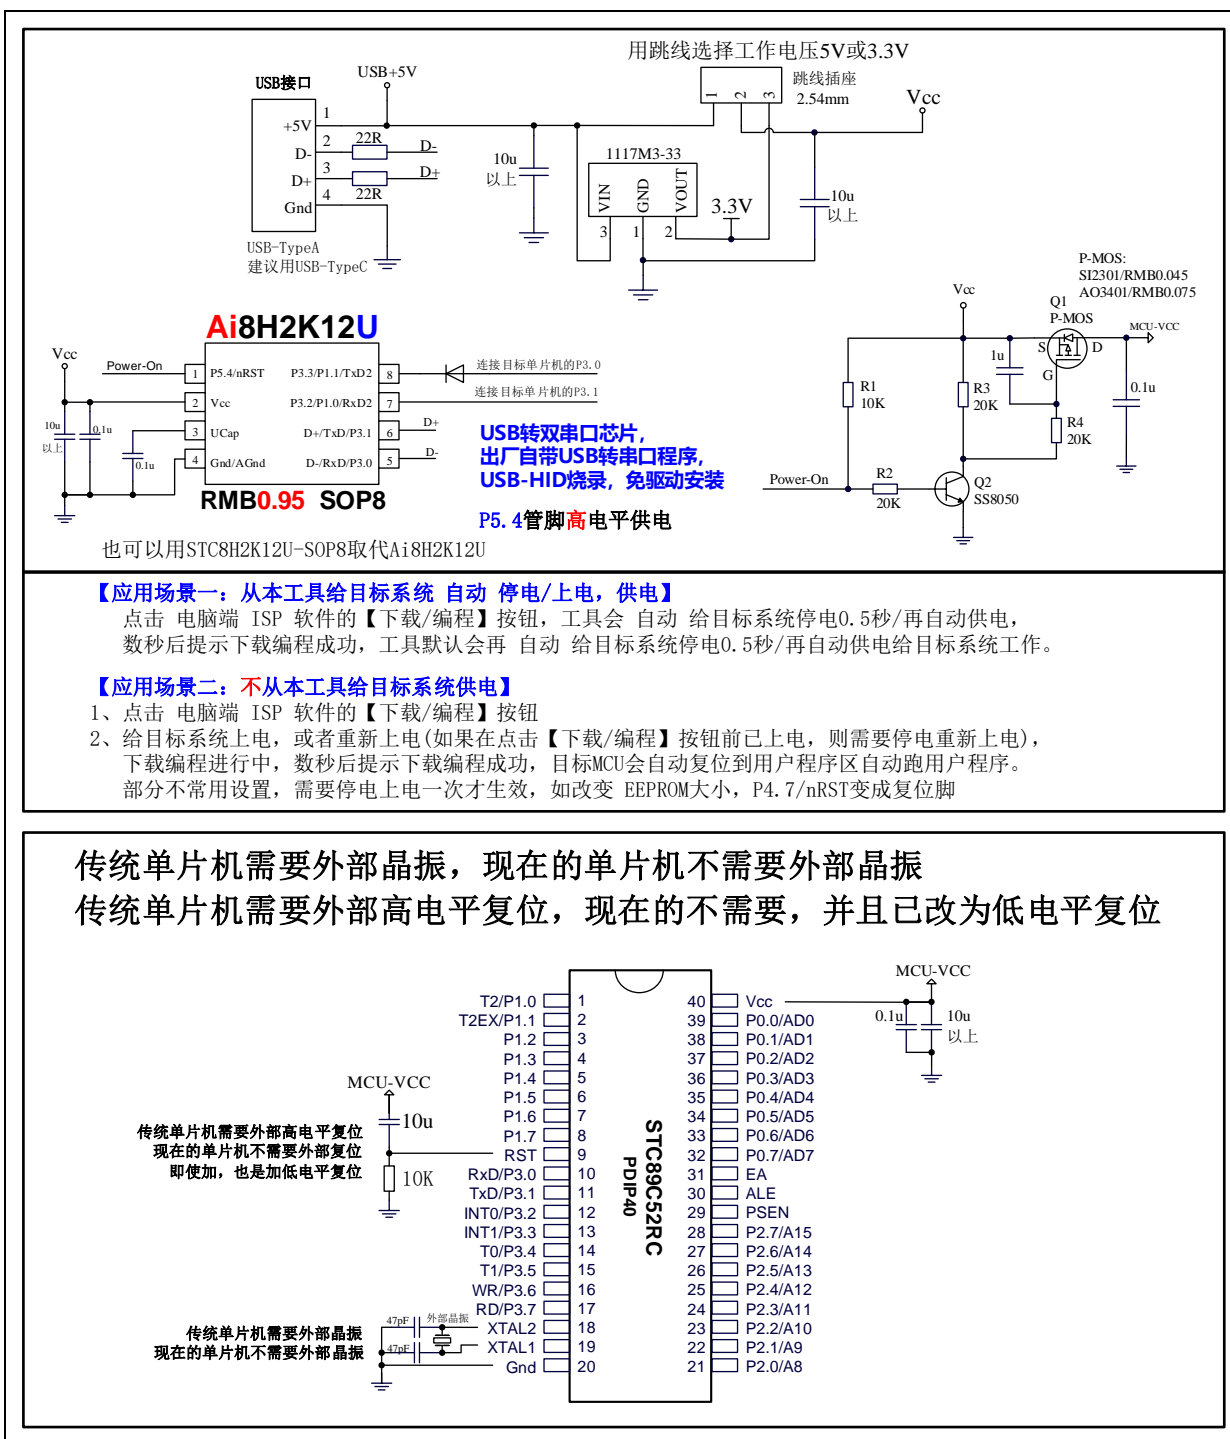 用跳线选择工作电压5V或3.3V
USB接口
USB+5V
跳线插座
2.54mm
1 2 3
Vcc
+5V 1
D- 2 22R D-
D+ 3 22R D+
Gnd 4
10u
以上
1117M3-33
VIN GND VOUT
3 1 2
3.3V
10u
以上
USB-TypeA
建议用USB-TypeC
P-MOS:
SI2301/RMB0.045
AO3401/RMB0.075
Vcc
Q1
P-MOS
MCU-VCC
S D
G
1u
0.1u
R1
10K
R3
20K
R4
20K
Power-On
R2
20K
Q2
SS8050
Ai8H2K12U
Vcc
Power-On
1 P5.4/nRST P3.3/P1.1/TxD2 8 连接目标单片机的P3.0
2 Vcc P3.2/P1.0/RxD2 7 连接目标单片机的P3.1
3 UCap D+/TxD/P3.1 6 D+
4 Gnd/AGnd D-/RxD/P3.0 5 D-
10u
以上
0.1u
0.1u
RMB0.95 SOP8
USB转双串口芯片,
出厂自带USB转串口程序,
USB-HID烧录, 免驱动安装
P5.4管脚高电平供电
也可以用STC8H2K12U-SOP8取代Ai8H2K12U
【应用场景一：从本工具给目标系统 自动 停电/上电，供电】
点击 电脑端 ISP 软件的【下载/编程】按钮，工具会 自动 给目标系统停电0.5秒/再自动供电，
数秒后提示下载编程成功，工具默认会再 自动 给目标系统停电0.5秒/再自动供电给目标系统工作。
【应用场景二：不从本工具给目标系统供电】
1、点击 电脑端 ISP 软件的【下载/编程】按钮
2、给目标系统上电，或者重新上电(如果在点击【下载/编程】按钮前已上电，则需要停电重新上电)，
下载编程进行中，数秒后提示下载编程成功，目标MCU会自动复位到用户程序区自动跑用户程序。
部分不常用设置，需要停电上电一次才生效，如改变 EEPROM大小，P4.7/nRST变成复位脚
传统单片机需要外部晶振，现在的单片机不需要外部晶振
传统单片机需要外部高电平复位，现在的不需要，并且已改为低电平复位
MCU-VCC
0.1u
10u
以上
T2/P1.0 1 40 Vcc
T2EX/P1.1 2 39 P0.0/AD0
P1.2 3 38 P0.1/AD1
P1.3 4 37 P0.2/AD2
P1.4 5 36 P0.3/AD3
P1.5 6 35 P0.4/AD4
P1.6 7 34 P0.5/AD5
P1.7 8 33 P0.6/AD6
RST 9 32 P0.7/AD7
RxD/P3.0 10 31 EA
TxD/P3.1 11 30 ALE
INT0/P3.2 12 29 PSEN
INT1/P3.3 13 28 P2.7/A15
T0/P3.4 14 27 P2.6/A14
T1/P3.5 15 26 P2.5/A13
WR/P3.6 16 25 P2.4/A12
RD/P3.7 17 24 P2.3/A11
XTAL2 18 23 P2.2/A10
XTAL1 19 22 P2.1/A9
Gnd 20 21 P2.0/A8
STC89C52RC
PDIP40
MCU-VCC
10u
10K
传统单片机需要外部高电平复位
现在的单片机不需要外部复位
即使加，也是加低电平复位
47pF
外部晶振
47pF
传统单片机需要外部晶振
现在的单片机不需要外部晶振